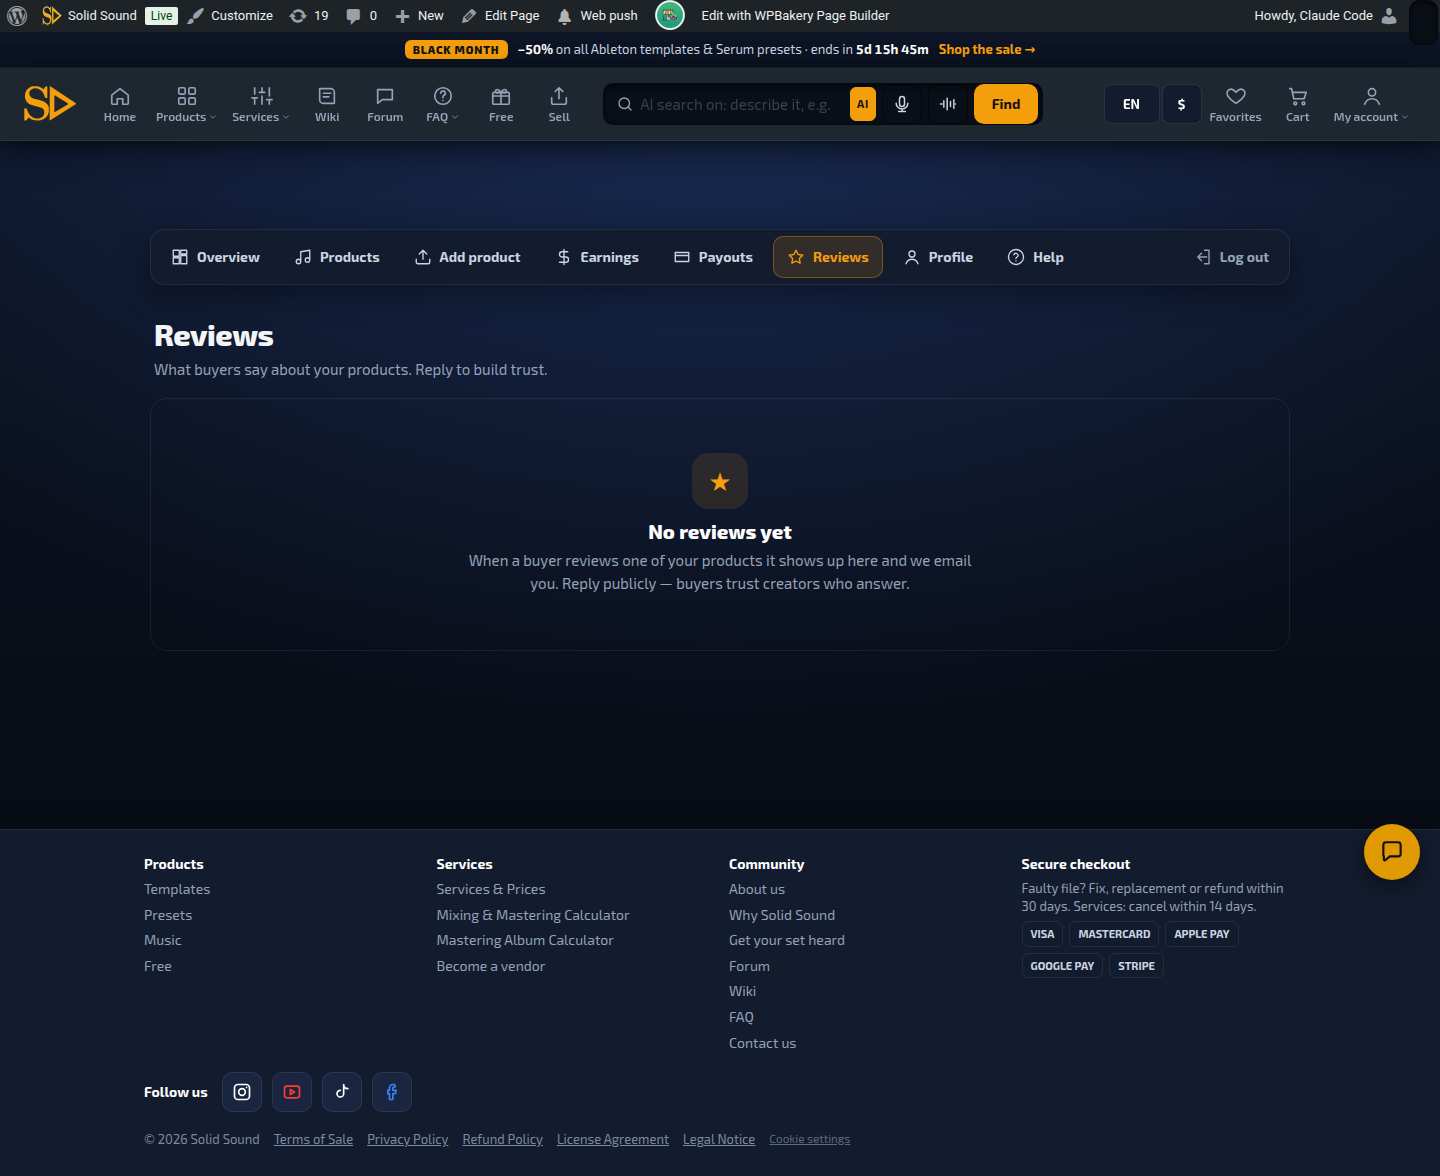 Solid Sound Live Customize 19 0 New Edit Page Web push Edit with WPBakery Page Builder Howdy, Claude Code
BLACK MONTH −50% on all Ableton templates & Serum presets · ends in 5d 15h 45m Shop the sale →
SD Home Products Services Wiki Forum FAQ Free Sell AI search on: describe it, e.g. AI Find EN $ Favorites Cart My account
Overview Products Add product Earnings Payouts Reviews Profile Help Log out
Reviews
What buyers say about your products. Reply to build trust.
No reviews yet
When a buyer reviews one of your products it shows up here and we email
you. Reply publicly — buyers trust creators who answer.
Products
Templates
Presets
Music
Free
Services
Services & Prices
Mixing & Mastering Calculator
Mastering Album Calculator
Become a vendor
Community
About us
Why Solid Sound
Get your set heard
Forum
Wiki
FAQ
Contact us
Secure checkout
Faulty file? Fix, replacement or refund within
30 days. Services: cancel within 14 days.
VISA MASTERCARD APPLE PAY
GOOGLE PAY STRIPE
Follow us
© 2026 Solid Sound Terms of Sale Privacy Policy Refund Policy License Agreement Legal Notice Cookie settings